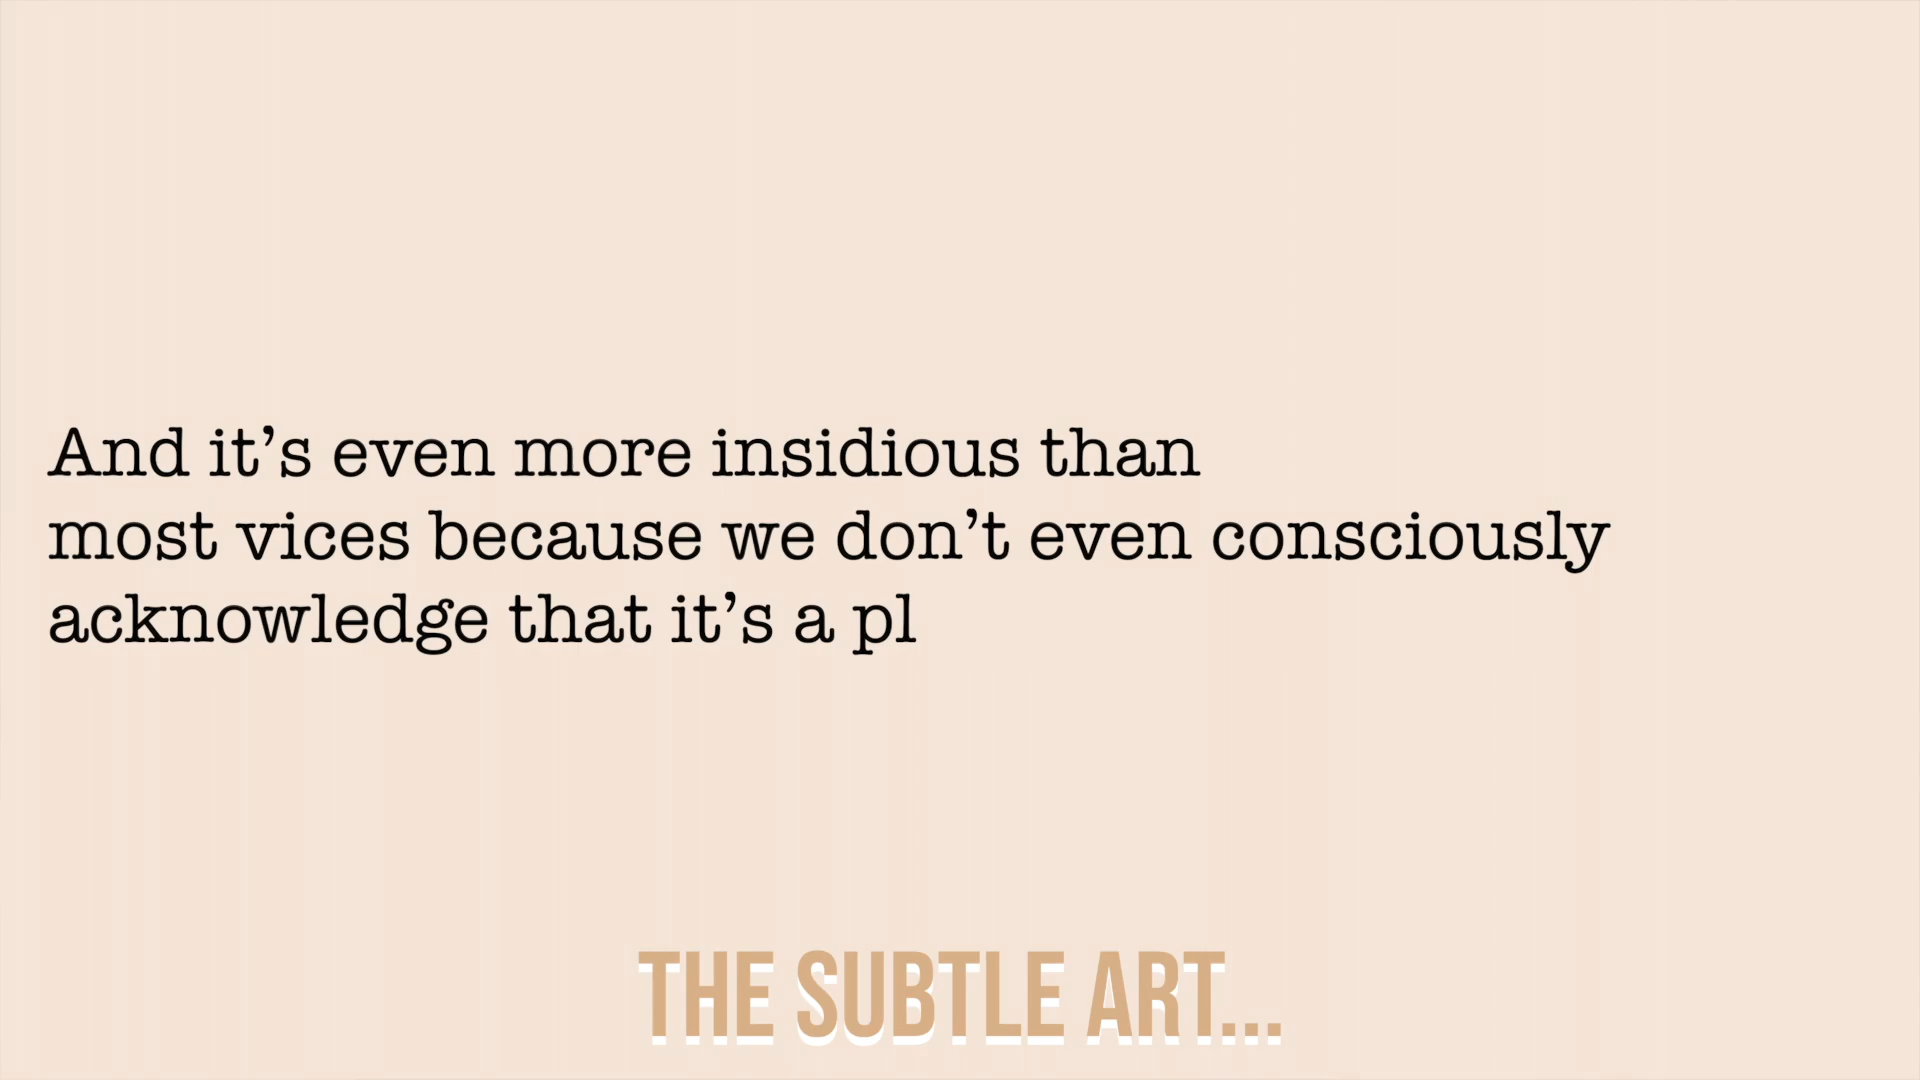 And it’s even more insidious than
most vices because we don’t even consciously
acknowledge that it’s a pl
THE SUBTLE ART...